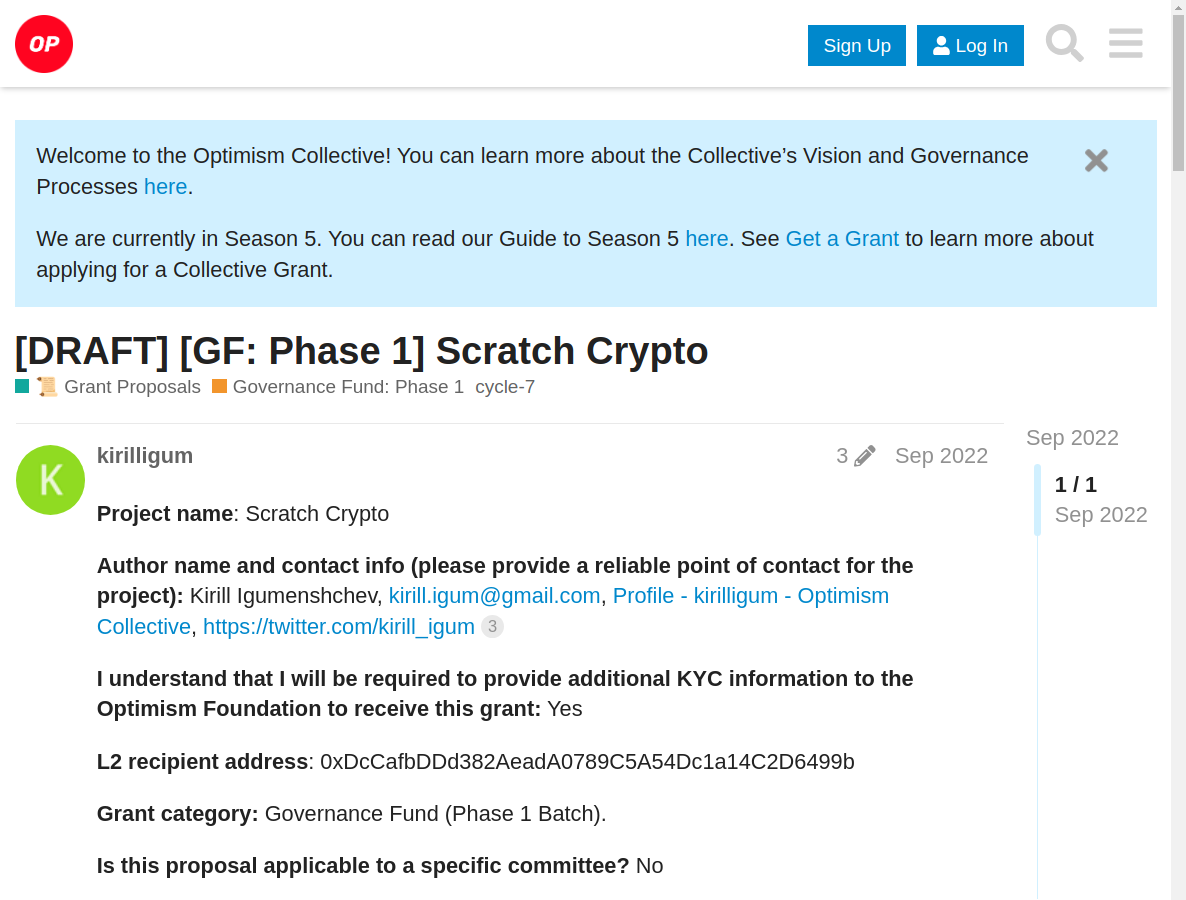 OP
Sign Up
Log In
Welcome to the Optimism Collective! You can learn more about the Collective’s Vision and Governance
Processes here.
We are currently in Season 5. You can read our Guide to Season 5 here. See Get a Grant to learn more about
applying for a Collective Grant.
[DRAFT] [GF: Phase 1] Scratch Crypto
📜 Grant Proposals Governance Fund: Phase 1 cycle-7
K
kirilligum 3 Sep 2022
Project name: Scratch Crypto
Author name and contact info (please provide a reliable point of contact for the
project): Kirill Igumenshchev, kirill.igum@gmail.com, Profile - kirilligum - Optimism
Collective, https://twitter.com/kirill_igum 3
I understand that I will be required to provide additional KYC information to the
Optimism Foundation to receive this grant: Yes
L2 recipient address: 0xDcCafbDDd382AeadA0789C5A54Dc1a14C2D6499b
Grant category: Governance Fund (Phase 1 Batch).
Is this proposal applicable to a specific committee? No
Sep 2022
1 / 1
Sep 2022